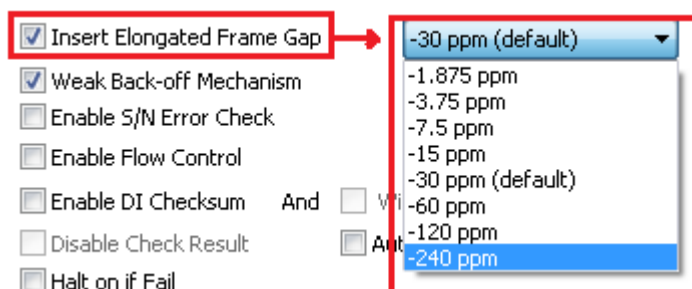 Insert Elongated Frame Gap
-30 ppm (default)
Weak Back-off Mechanism
-1.875 ppm
-3.75 ppm
Enable S/N Error Check
-7.5 ppm
Enable Flow Control
-15 ppm
-30 ppm (default)
Enable DI Checksum And
-60 ppm
-120 ppm
Disable Check Result
-240 ppm
Halt on if Fail